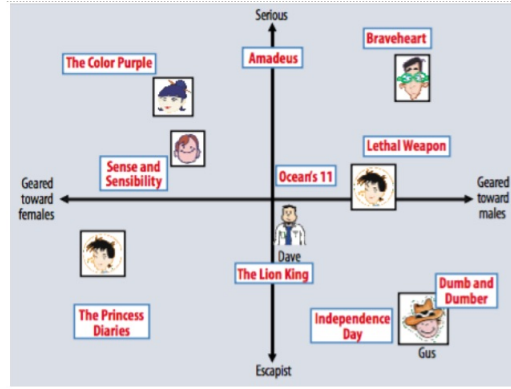 Serious
Braveheart
Amadeus
The Color Purple
Lethal Weapon
Sense and
Sensibility
Ocean's 11
Geared
toward
females
Geared
toward
males
Dave
The Lion King
Dumb and
Dumber
The Princess
Diaries
Independence
Day
Gus
Escapist